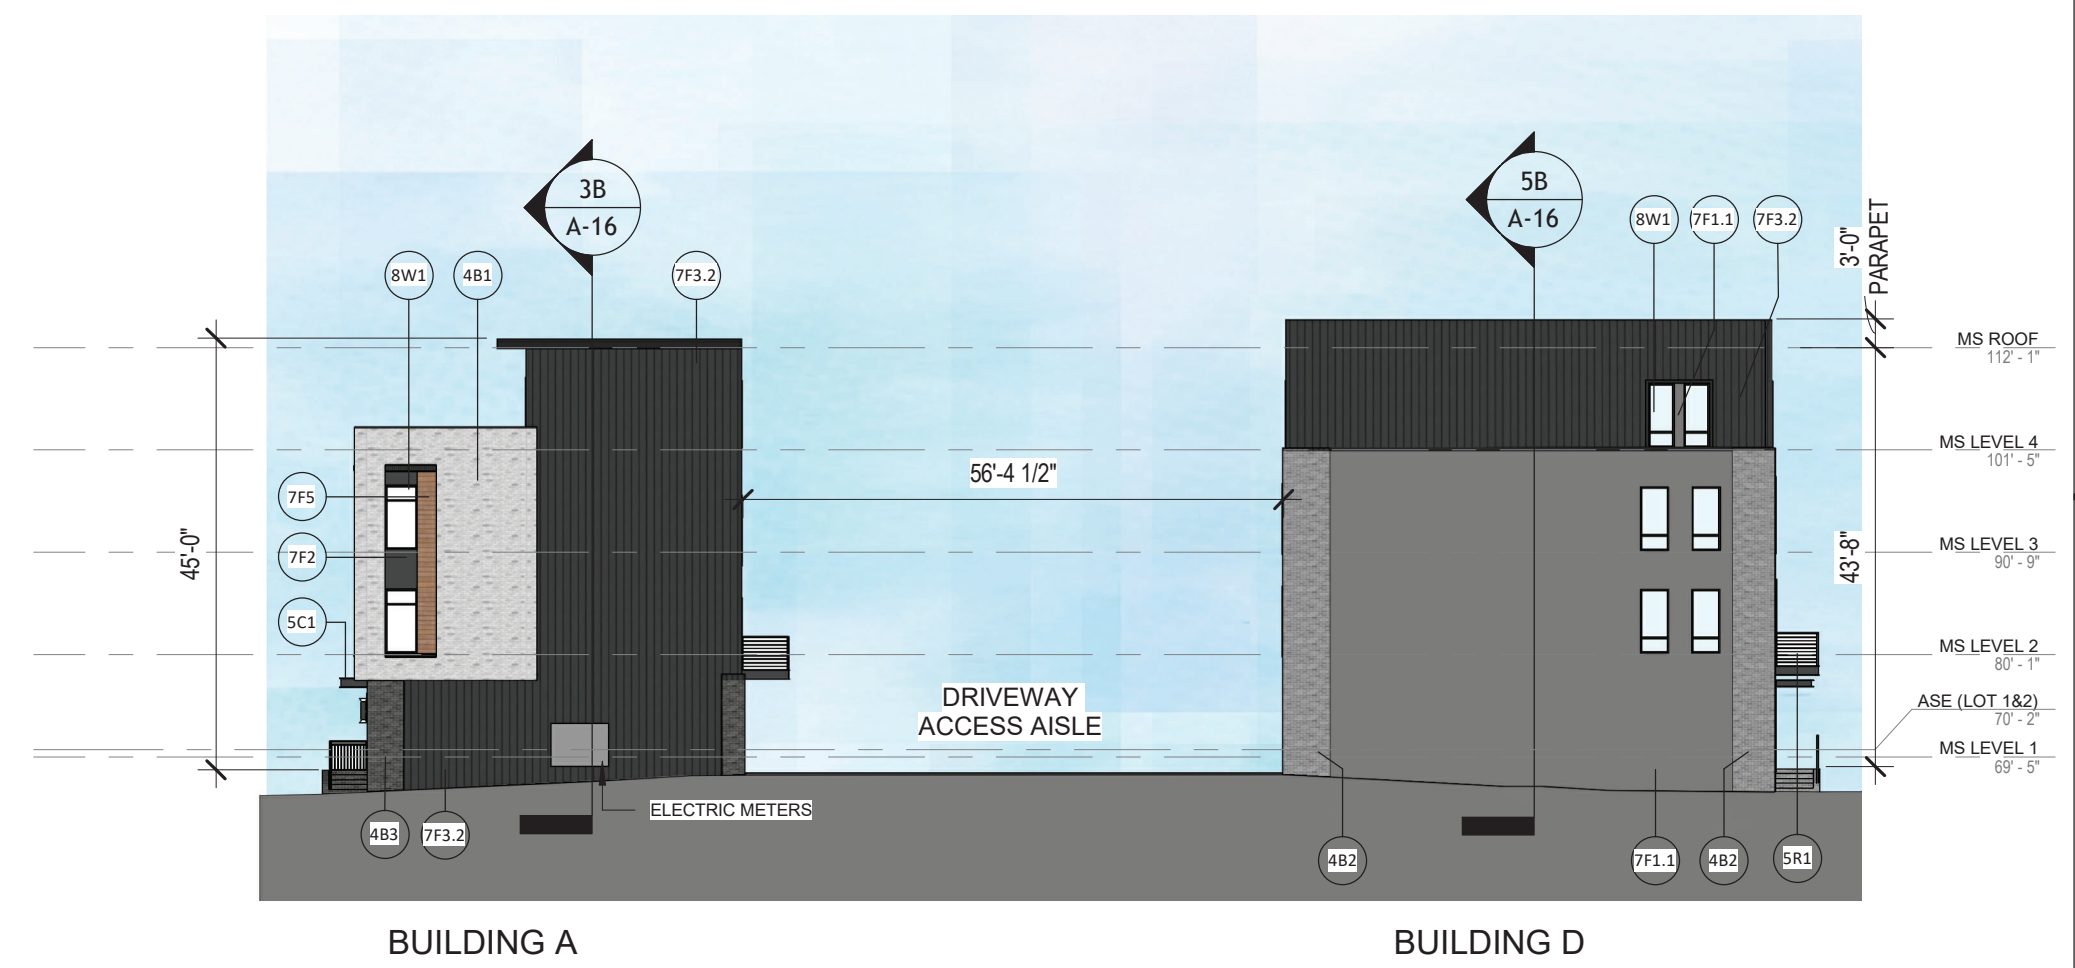 3B
A-16
5B
A-16
8W1
4B1
7F3.2
8W1
7F1.1
7F3.2
3'-0"
PARAPET
MS ROOF
112' - 1"
MS LEVEL 4
101' - 5"
56'-4 1/2"
7F5
45'-0"
7F2
43'-8"
MS LEVEL 3
90' - 9"
5C1
MS LEVEL 2
80' - 1"
DRIVEWAY
ACCESS AISLE
ASE (LOT 1&2)
70' - 2"
MS LEVEL 1
69' - 5"
ELECTRIC METERS
4B3
7F3.2
4B2
7F1.1
4B2
5R1
BUILDING A
BUILDING D